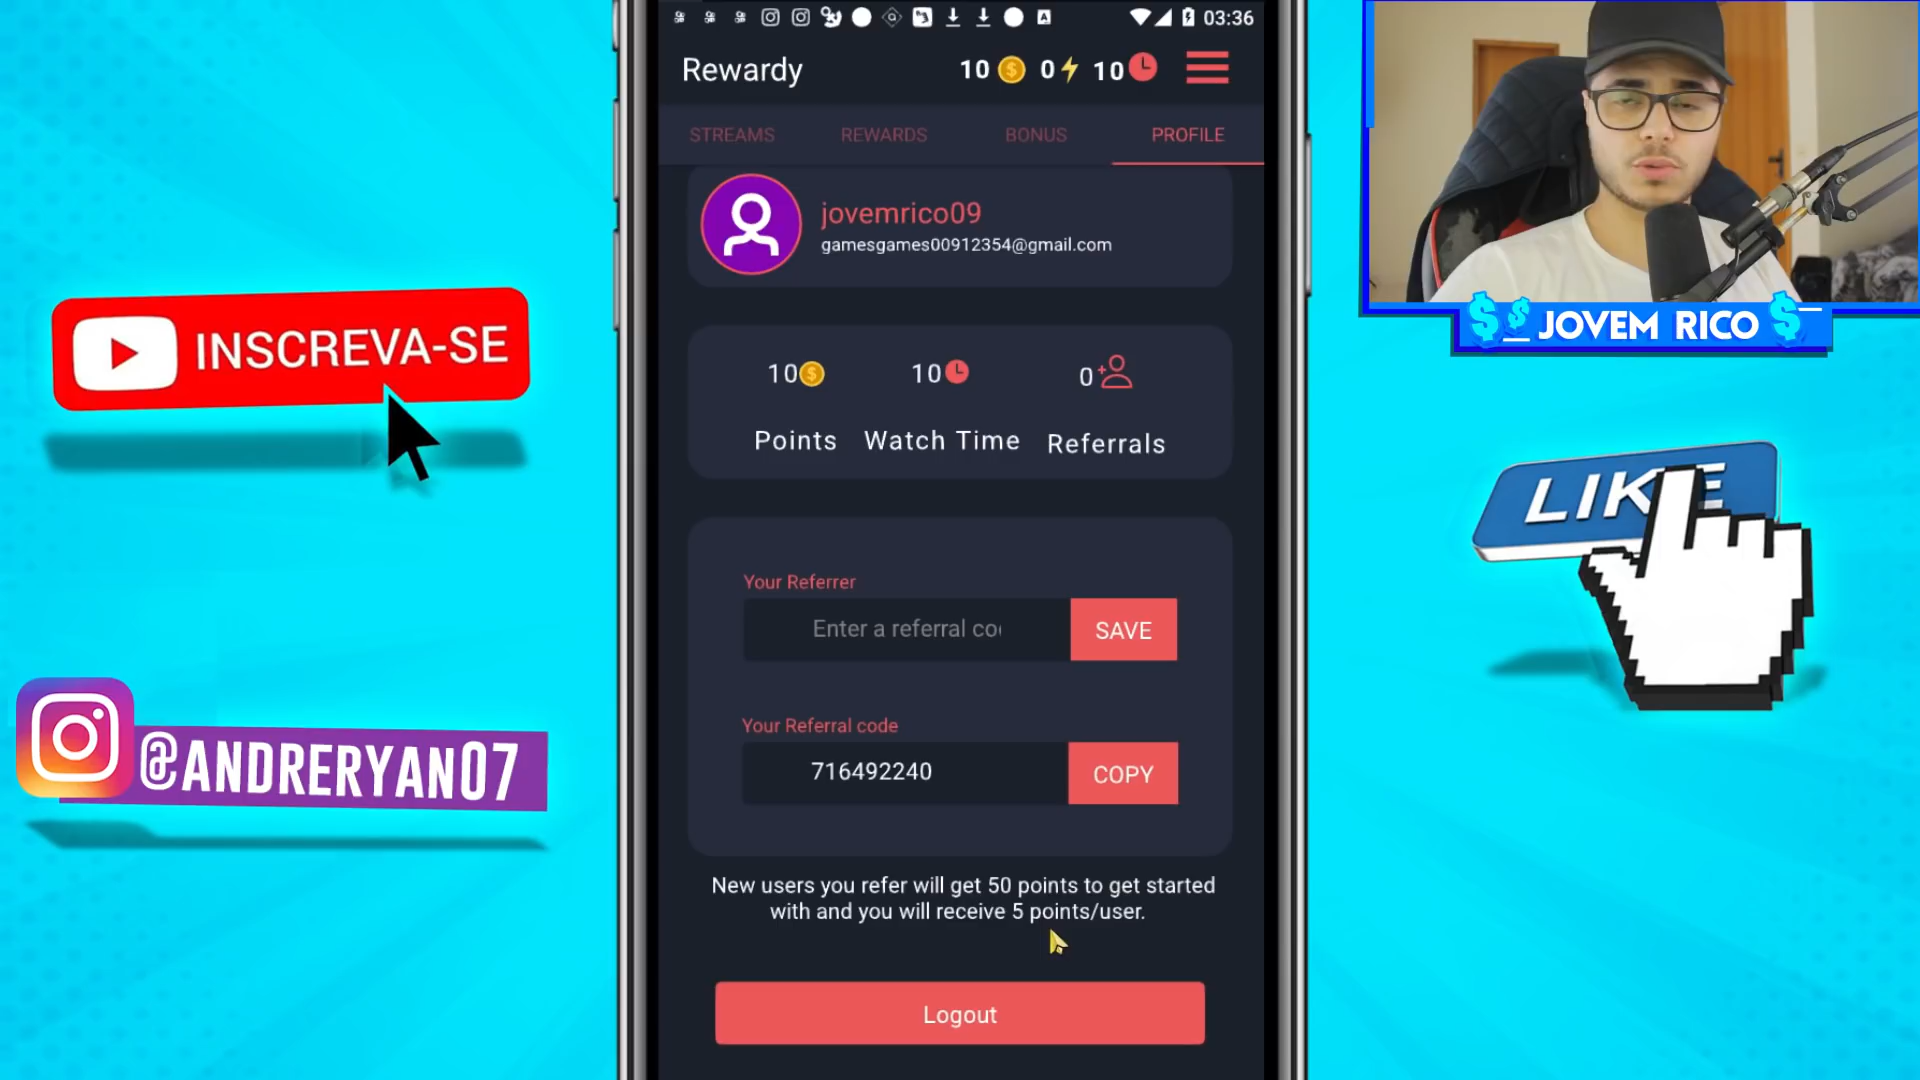 03:36
Rewardy
10 0 10
STREAMS REWARDS BONUS PROFILE
jovemrico09
gamesgames00912354@gmail.com
10 10 0
Points Watch Time Referrals
Your Referrer
Enter a referral co
SAVE
Your Referral code
716492240
COPY
New users you refer will get 50 points to get started
with and you will receive 5 points/user.
Logout
INSCREVA-SE
@ANDRERYAN07
JOVEM RICO
LIKE